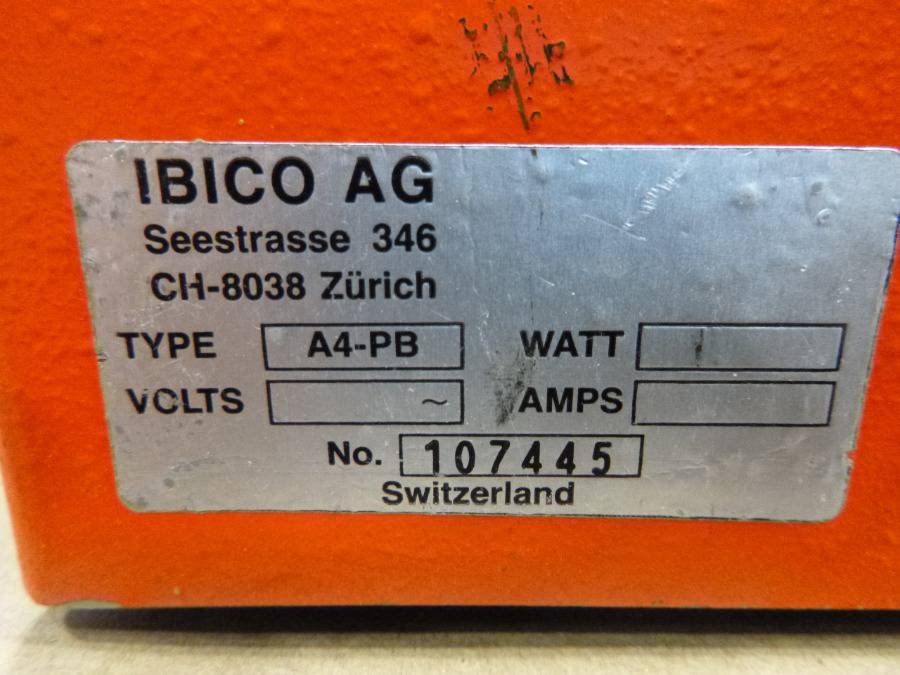 IBICO AG
Seestrasse 346
CH-8038 Zürich
TYPE A4-PB WATT
VOLTS ~ AMPS
No. 107445
Switzerland